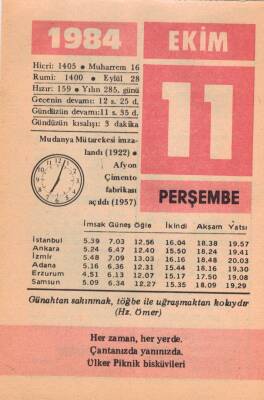 1984
EKİM
Hicri: 1405 • Muharrem 16
Rumi: 1400 • Eylül 28
Hızır: 159 • Yılın 285. günü
Gecenin devamı: 12 s. 25 d.
Gündüzün devamı: 11 s. 35 d.
Gündüzün kısalışı: 3 dakika
11
Mudanya Mütarekesi imza-
landı (1922) •
Afyon
Çimento
fabrikası
açıldı (1957)
PERŞEMBE
İmsak Güneş Öğle İkindi Akşam Yatsı
İstanbul 5.39 7.03 12.56 16.04 18.38 19.57
Ankara 5.24 6.47 12.40 15.50 18.24 19.41
İzmir 5.48 7.09 13.03 16.16 18.48 20.03
Adana 5.16 6.36 12.31 15.44 18.16 19.30
Erzurum 4.51 6.13 12.07 15.17 17.50 19.08
Samsun 5.09 6.34 12.27 15.35 18.09 19.29
Günahtan sakınmak, tögbe ile uğraşmaktan kolaydır
(Hz. Ömer)
Her zaman, her yerde.
Çantanızda yanınızda.
Ülker Piknik bisküvileri